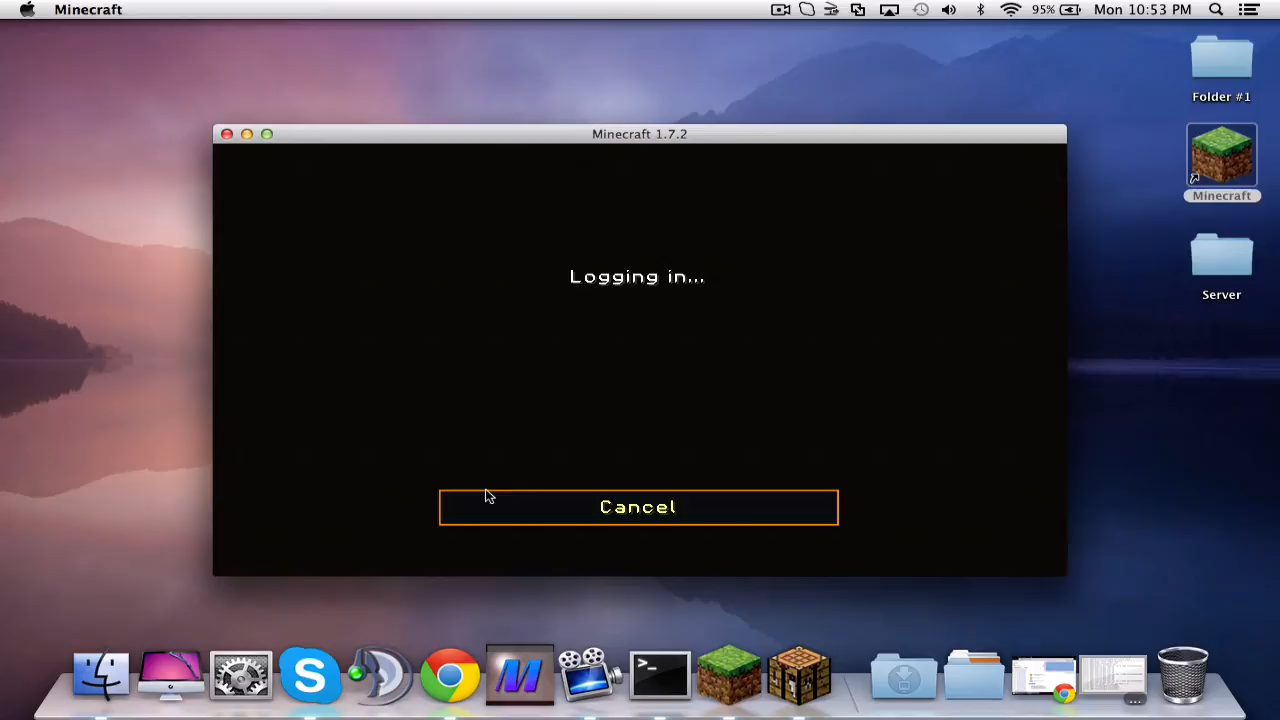 Minecraft
95%
Mon 10:53 PM
Folder #1
Minecraft 1.7.2
Minecraft
Logging in...
Server
Cancel